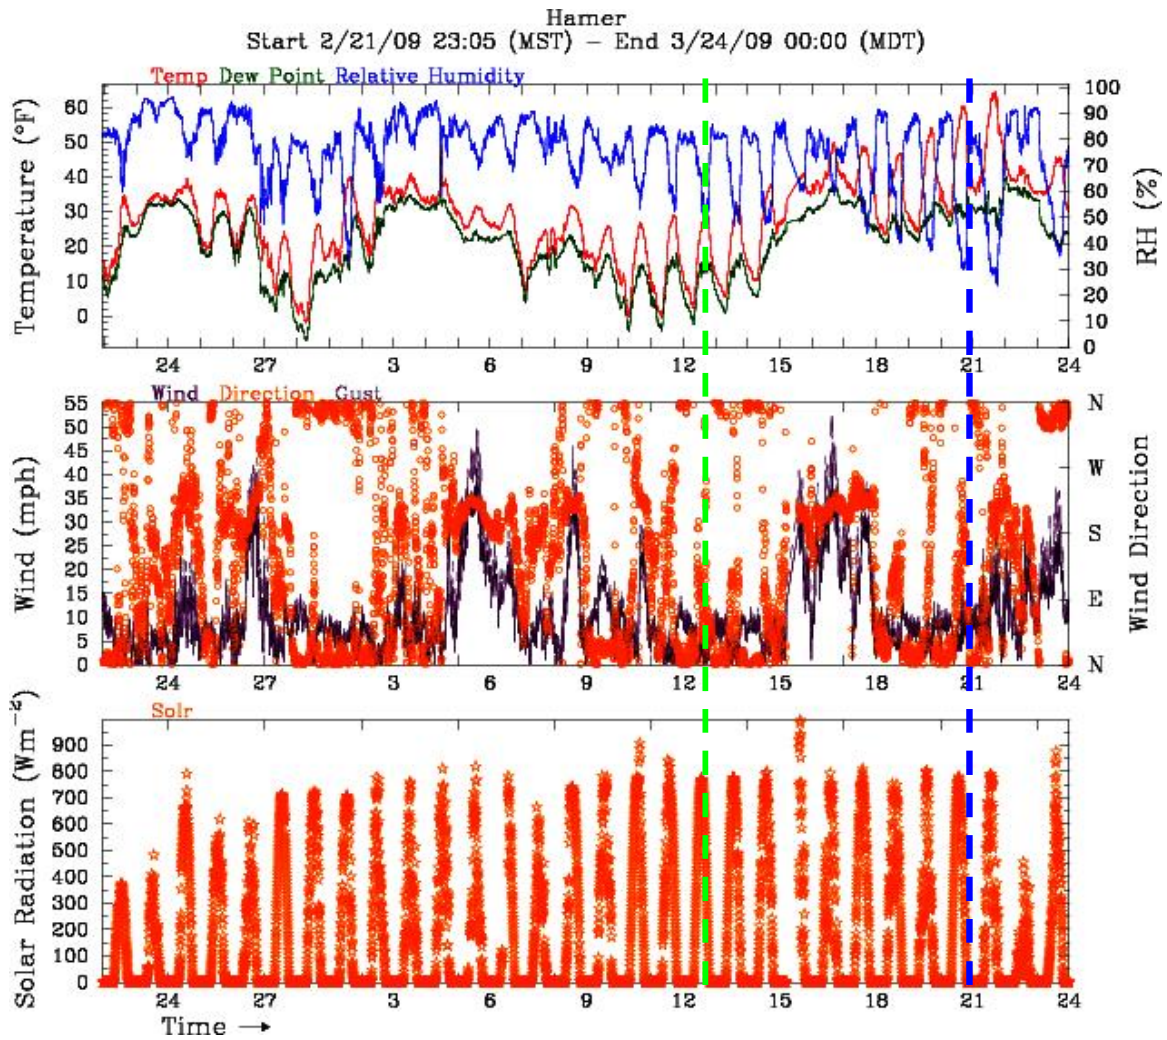 Hamer
Start 2/21/09 23:05 (MST) – End 3/24/09 00:00 (MDT)
Temp Dew Point Relative Humidity
Temperature (°F)
60
50
40
30
20
10
0
100
90
80
70
60
50
40
30
20
10
0
RH (%)
24 27 3 6 9 12 15 18 21 24
Wind Direction Gust
Wind (mph)
55
50
45
40
35
30
25
20
15
10
5
0
N
W
S
E
N
Wind Direction
24 27 3 6 9 12 15 18 21 24
Solr
Solar Radiation (Wm⁻²)
900
800
700
600
500
400
300
200
100
0
24 27 3 6 9 12 15 18 21 24
Time →